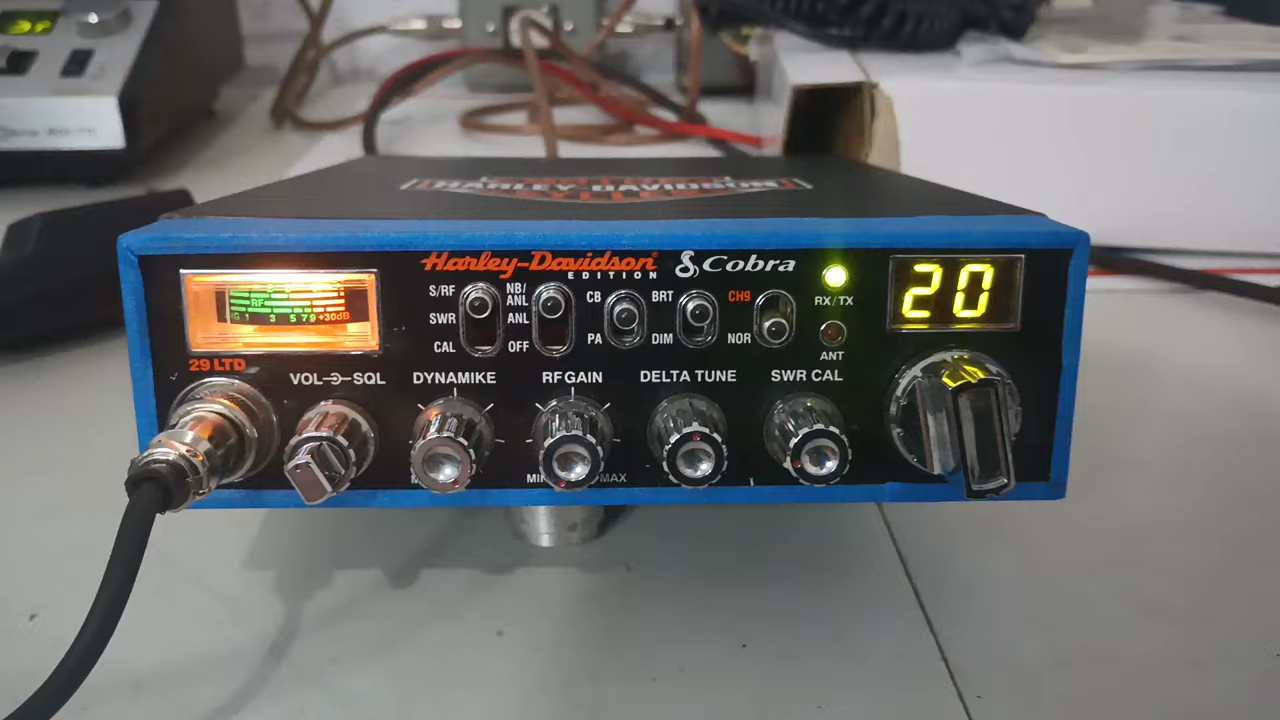 HARLEY-DAVIDSON
Harley-Davidson
EDITION
Cobra
20
RF
1 3 5 7 9 +30dB
S/RF
SWR
CAL
NB/
ANL
ANL
OFF
CB
PA
BRT
DIM
CH9
NOR
RX/TX
ANT
29 LTD
VOL SQL
DYNAMIKE
RF GAIN
DELTA TUNE
SWR CAL
MIN MAX